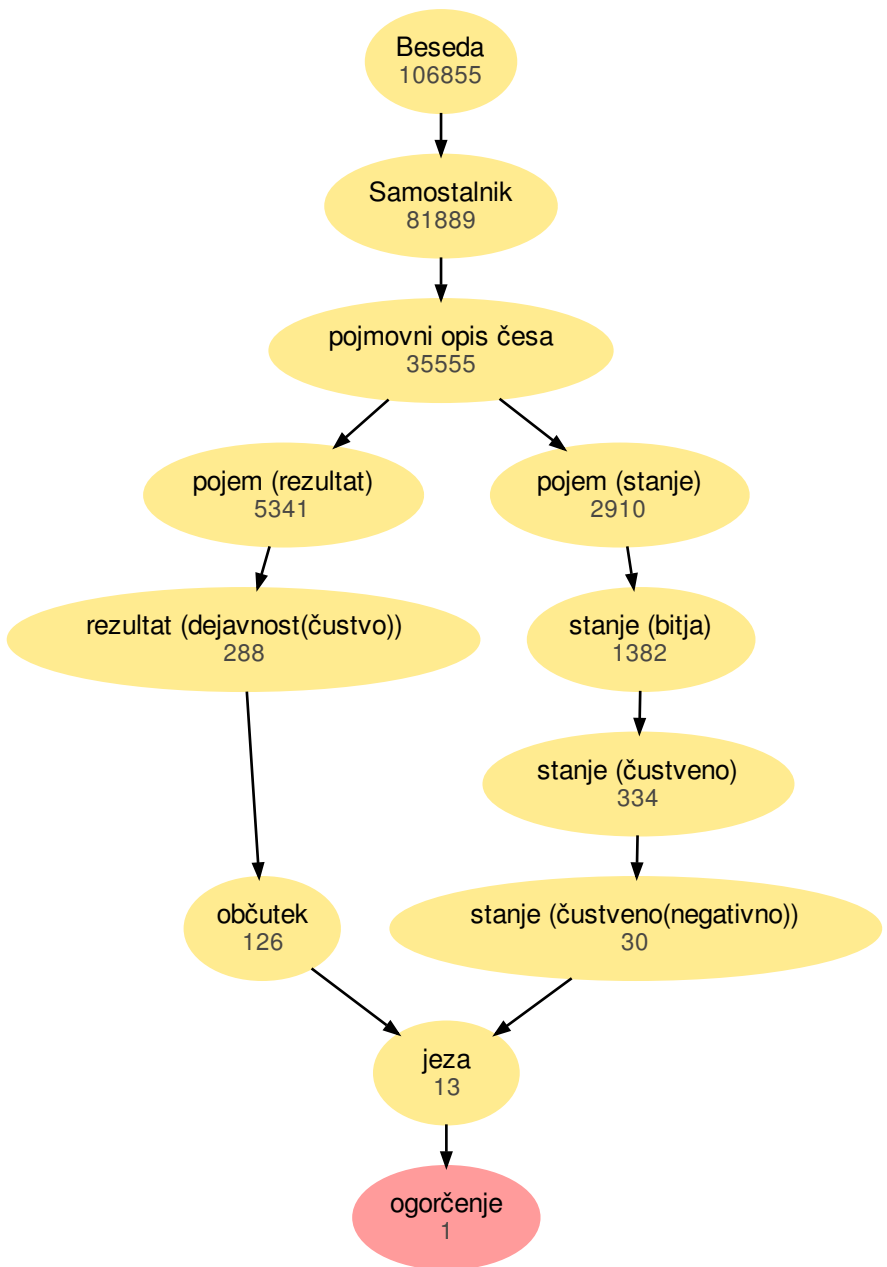 Beseda
106855
Samostalnik
81889
pojmovni opis česa
35555
pojem (rezultat)
5341
pojem (stanje)
2910
rezultat (dejavnost(čustvo))
288
stanje (bitja)
1382
stanje (čustveno)
334
občutek
126
stanje (čustveno(negativno))
30
jeza
13
ogorčenje
1